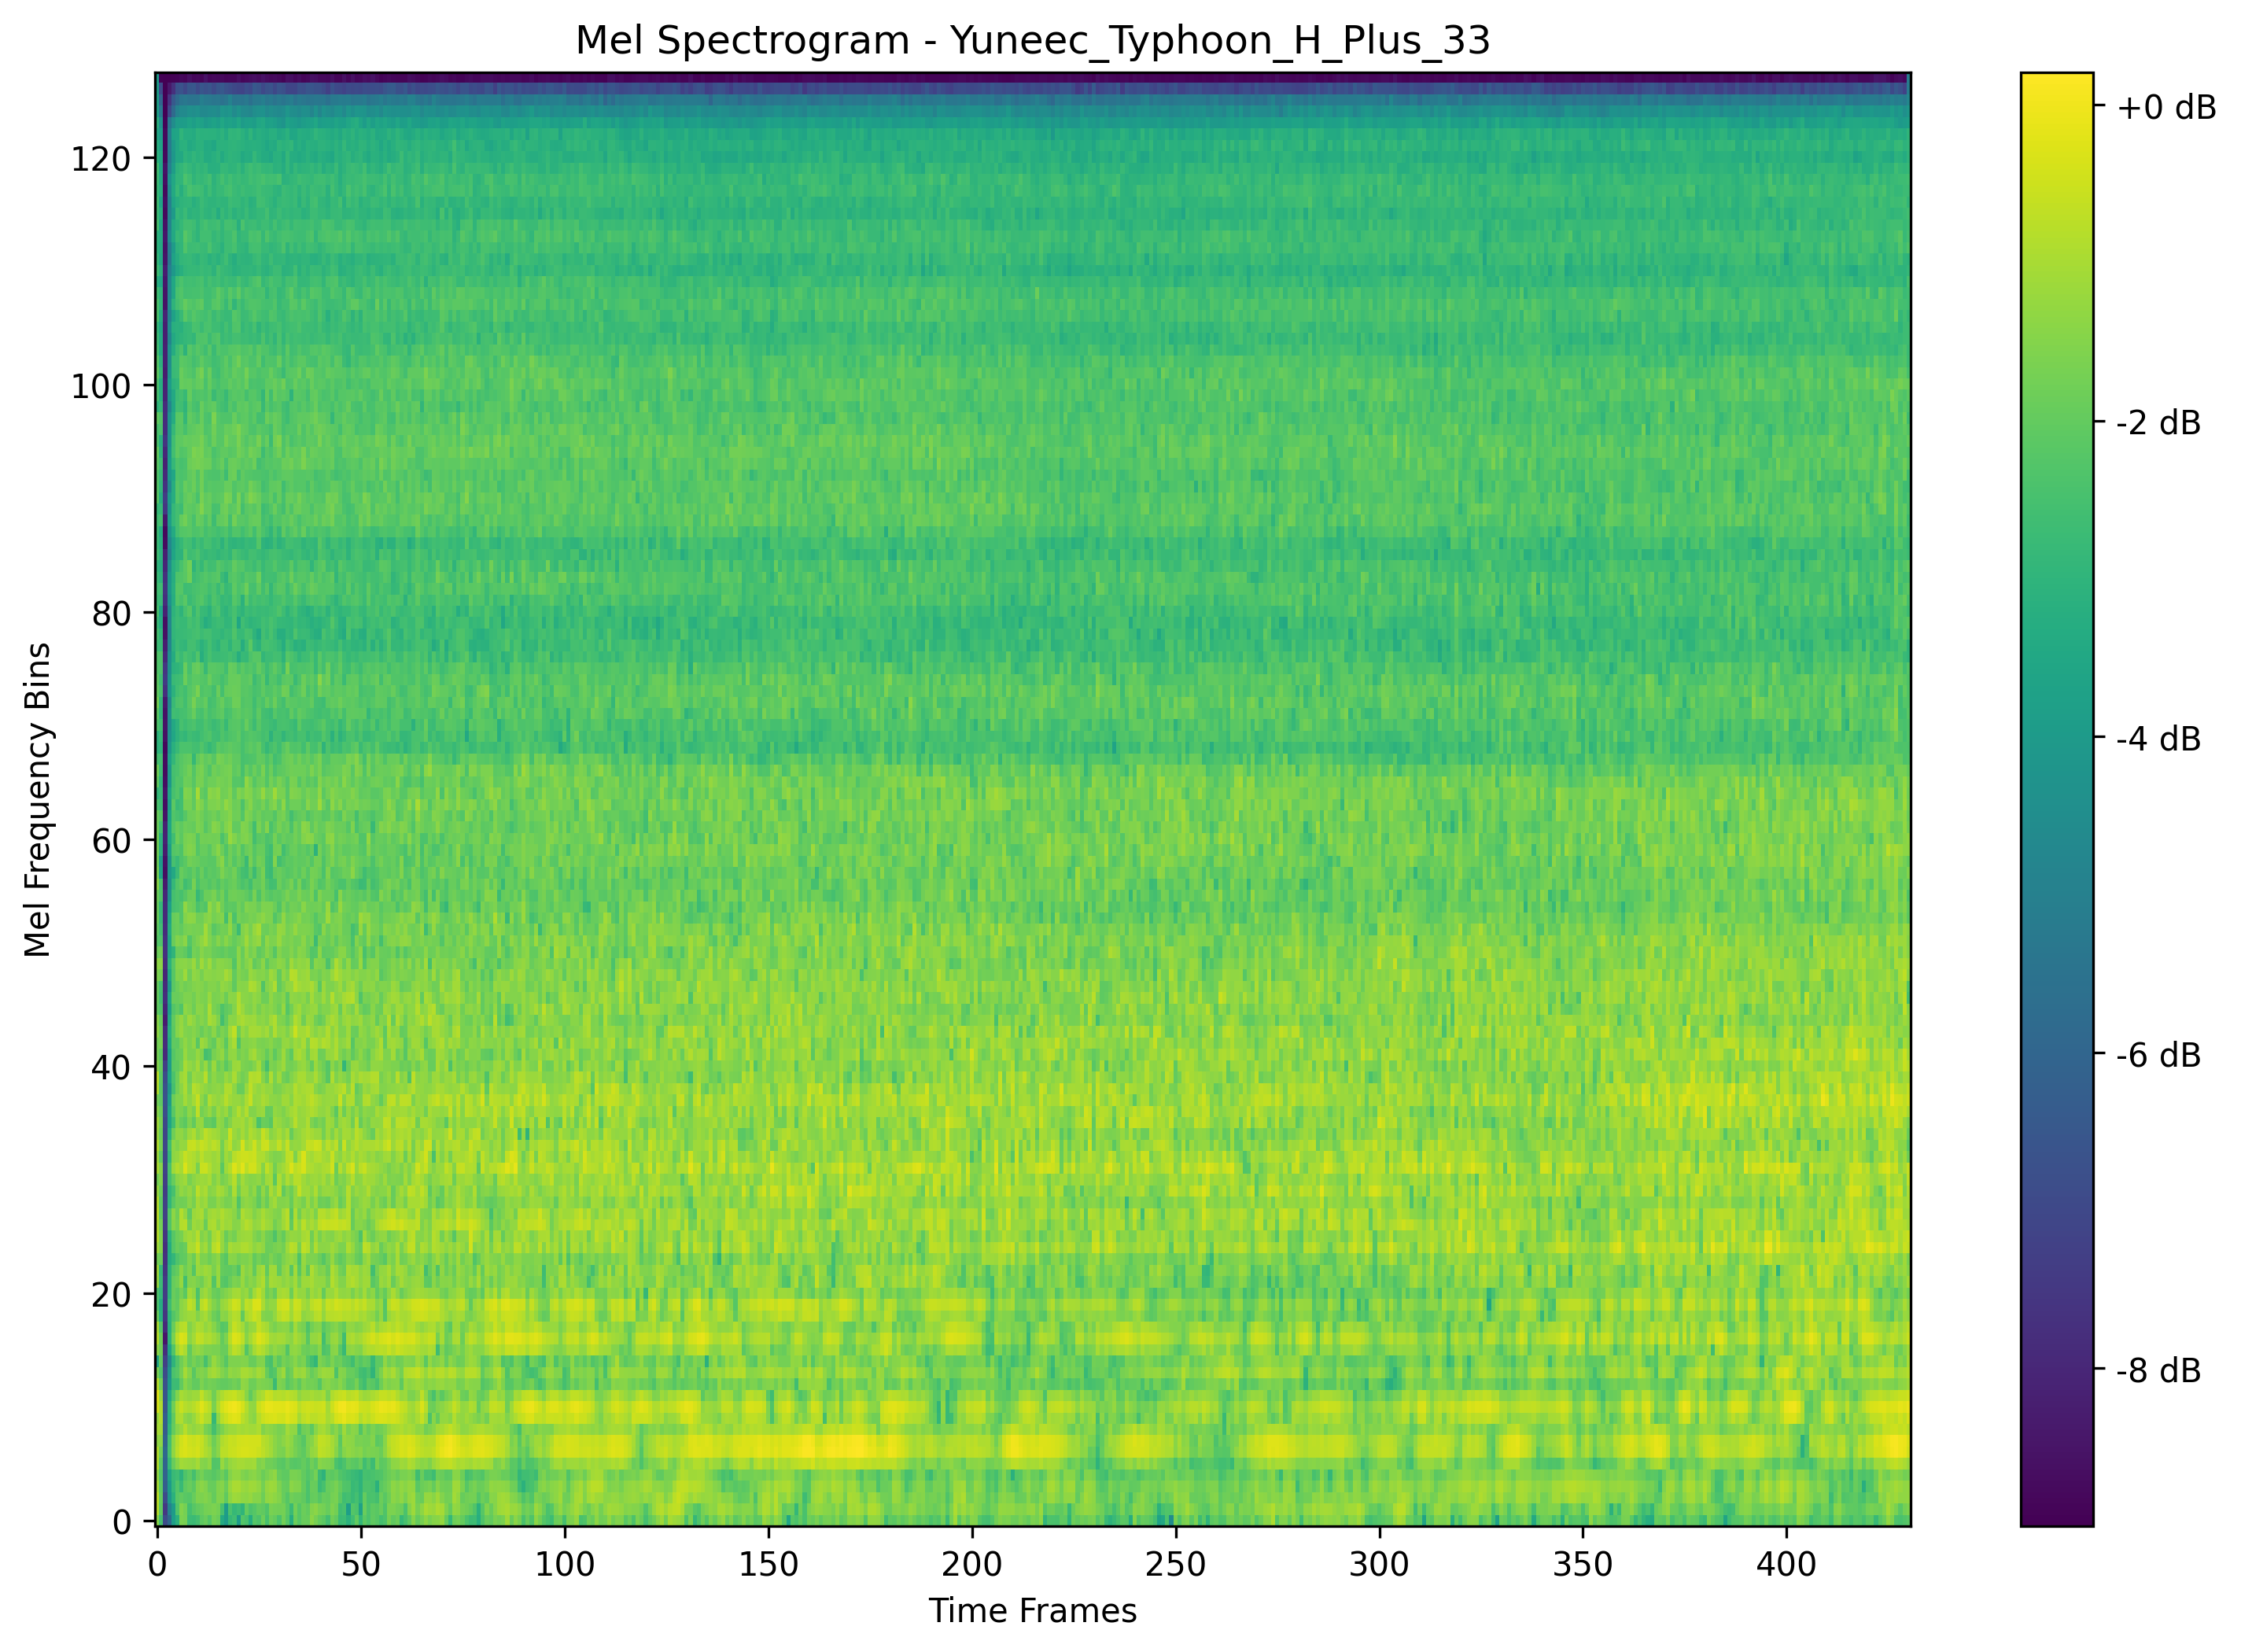 Mel Spectrogram - Yuneec_Typhoon_H_Plus_33
Mel Frequency Bins
120
100
80
60
40
20
0
0 50 100 150 200 250 300 350 400
Time Frames
+0 dB
-2 dB
-4 dB
-6 dB
-8 dB